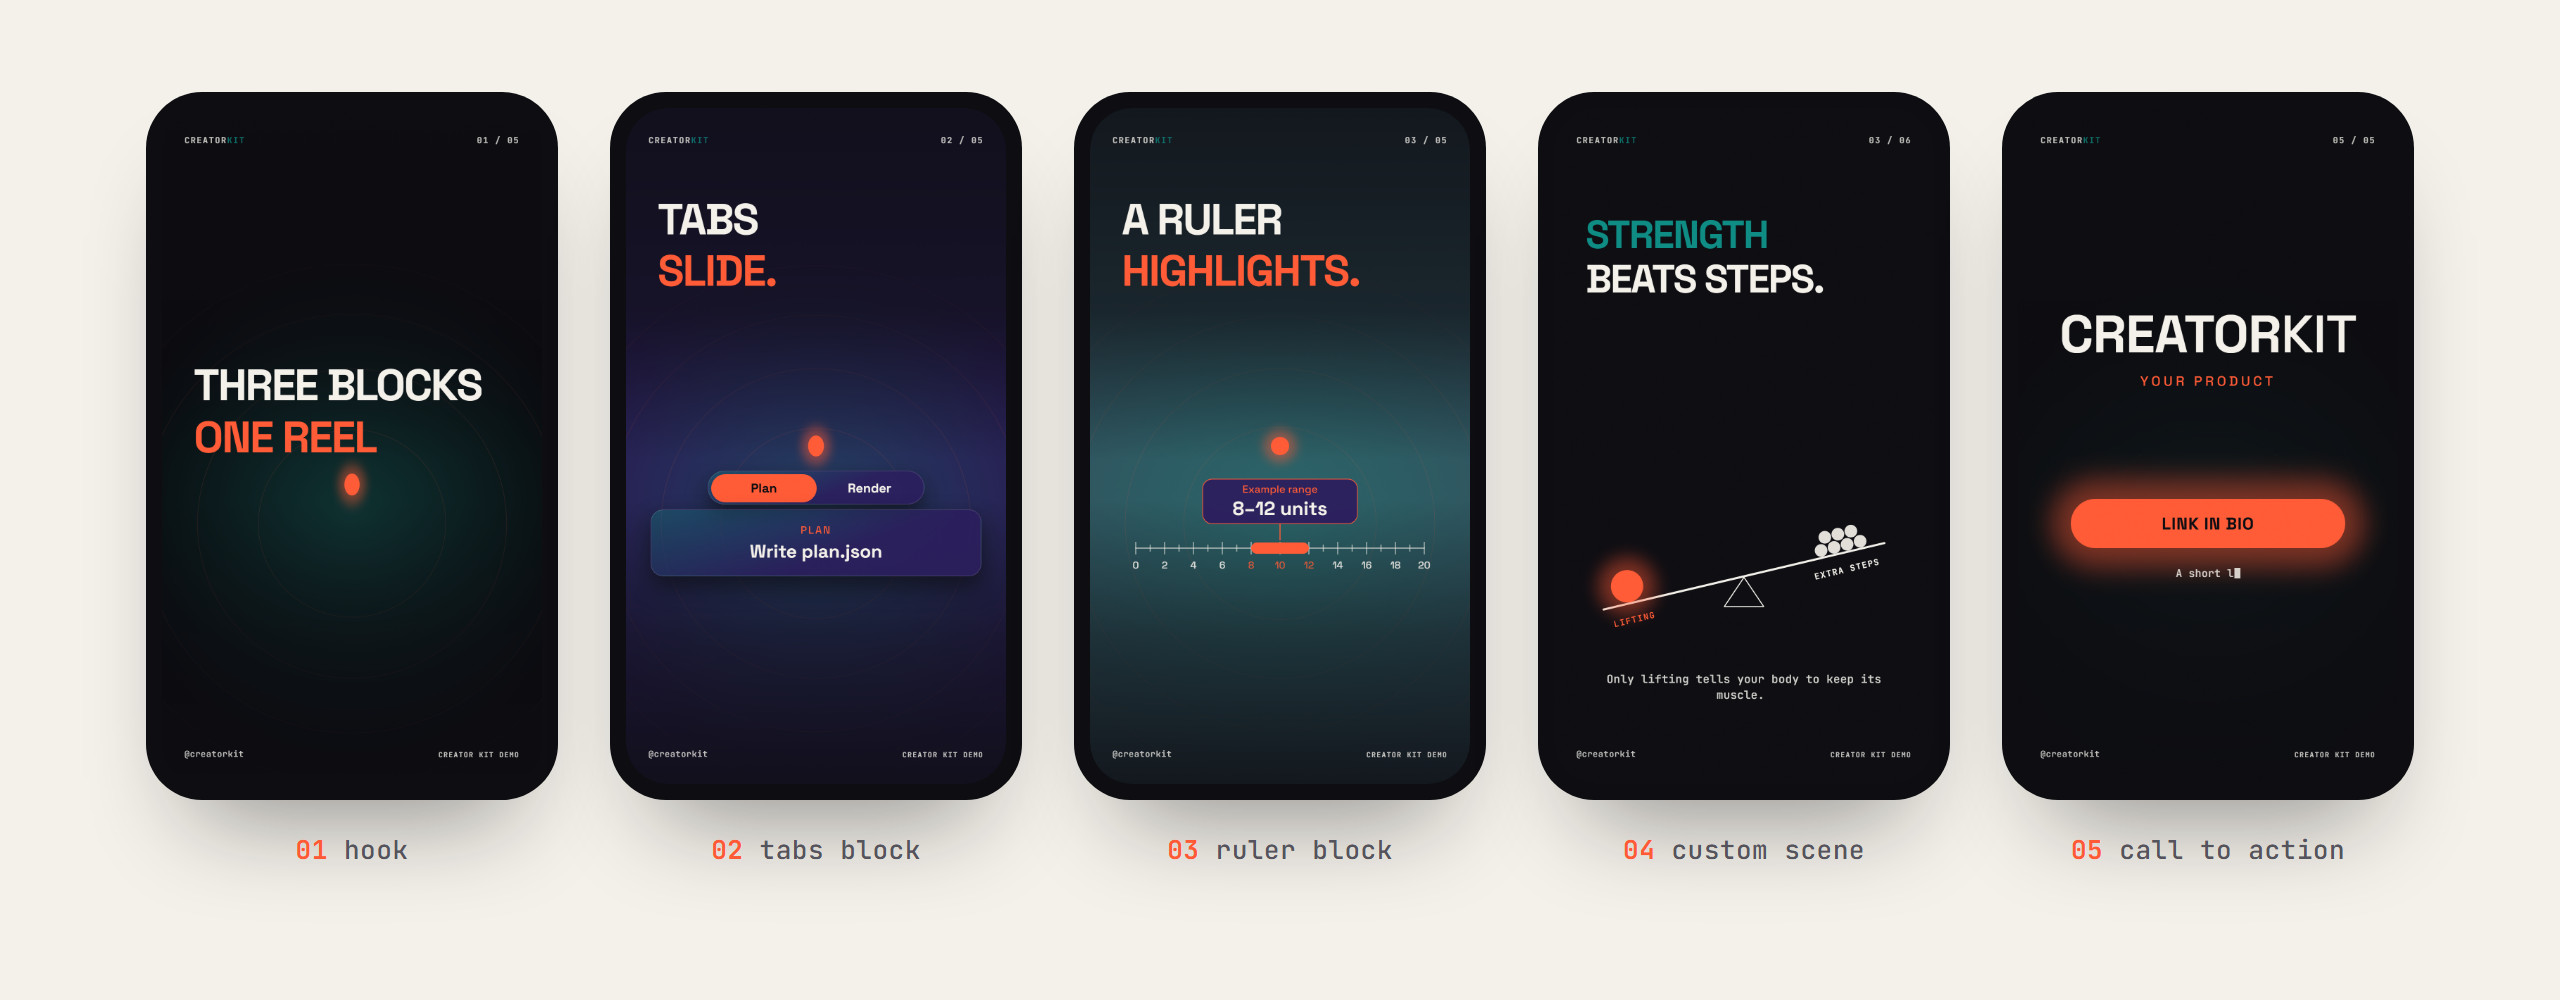 CREATORKIT
01 / 05
THREE BLOCKS
ONE REEL
@creatorkit
CREATOR KIT DEMO
01 hook
CREATORKIT
02 / 05
TABS
SLIDE.
Plan
Render
PLAN
Write plan.json
@creatorkit
CREATOR KIT DEMO
02 tabs block
CREATORKIT
03 / 05
A RULER
HIGHLIGHTS.
Example range
8–12 units
0 2 4 6 8 10 12 14 16 18 20
@creatorkit
CREATOR KIT DEMO
03 ruler block
CREATORKIT
03 / 06
STRENGTH
BEATS STEPS.
EXTRA STEPS
LIFTING
Only lifting tells your body to keep its
muscle.
@creatorkit
CREATOR KIT DEMO
04 custom scene
CREATORKIT
05 / 05
CREATORKIT
YOUR PRODUCT
LINK IN BIO
A short l
@creatorkit
CREATOR KIT DEMO
05 call to action